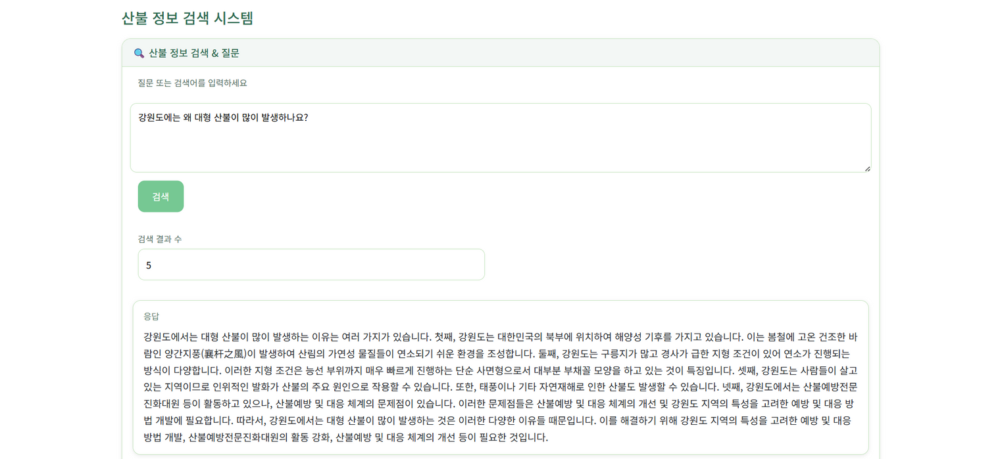 산불 정보 검색 시스템
산불 정보 검색 & 질문
질문 또는 검색어를 입력하세요
강원도에는 왜 대형 산불이 많이 발생하나요?
검색
검색 결과 수
5
응답
강원도에서는 대형 산불이 많이 발생하는 이유는 여러 가지가 있습니다. 첫째, 강원도는 대한민국의 북부에 위치하여 해양성 기후를 가지고 있습니다. 이는 봄철에 고온 건조한 바
람인 양간지풍(襄杆之風)이 발생하여 산림의 가연성 물질들이 연소되기 쉬운 환경을 조성합니다. 둘째, 강원도는 구릉지가 많고 경사가 급한 지형 조건이 있어 연소가 진행되는
방식이 다양합니다. 이러한 지형 조건은 능선 부위까지 매우 빠르게 진행하는 단순 사면형으로서 대부분 부채꼴 모양을 하고 있는 것이 특징입니다. 셋째, 강원도는 사람들이 살고
있는 지역이므로 인위적인 발화가 산불의 주요 원인으로 작용할 수 있습니다. 또한, 태풍이나 기타 자연재해로 인한 산불도 발생할 수 있습니다. 넷째, 강원도에서는 산불예방전문
진화대원 등이 활동하고 있으나, 산불예방 및 대응 체계의 문제점이 있습니다. 이러한 문제점들은 산불예방 및 대응 체계의 개선 및 강원도 지역의 특성을 고려한 예방 및 대응 방
법 개발에 필요합니다. 따라서, 강원도에서는 대형 산불이 많이 발생하는 것은 이러한 다양한 이유들 때문입니다. 이를 해결하기 위해 강원도 지역의 특성을 고려한 예방 및 대응
방법 개발, 산불예방전문진화대원의 활동 강화, 산불예방 및 대응 체계의 개선 등이 필요한 것입니다.